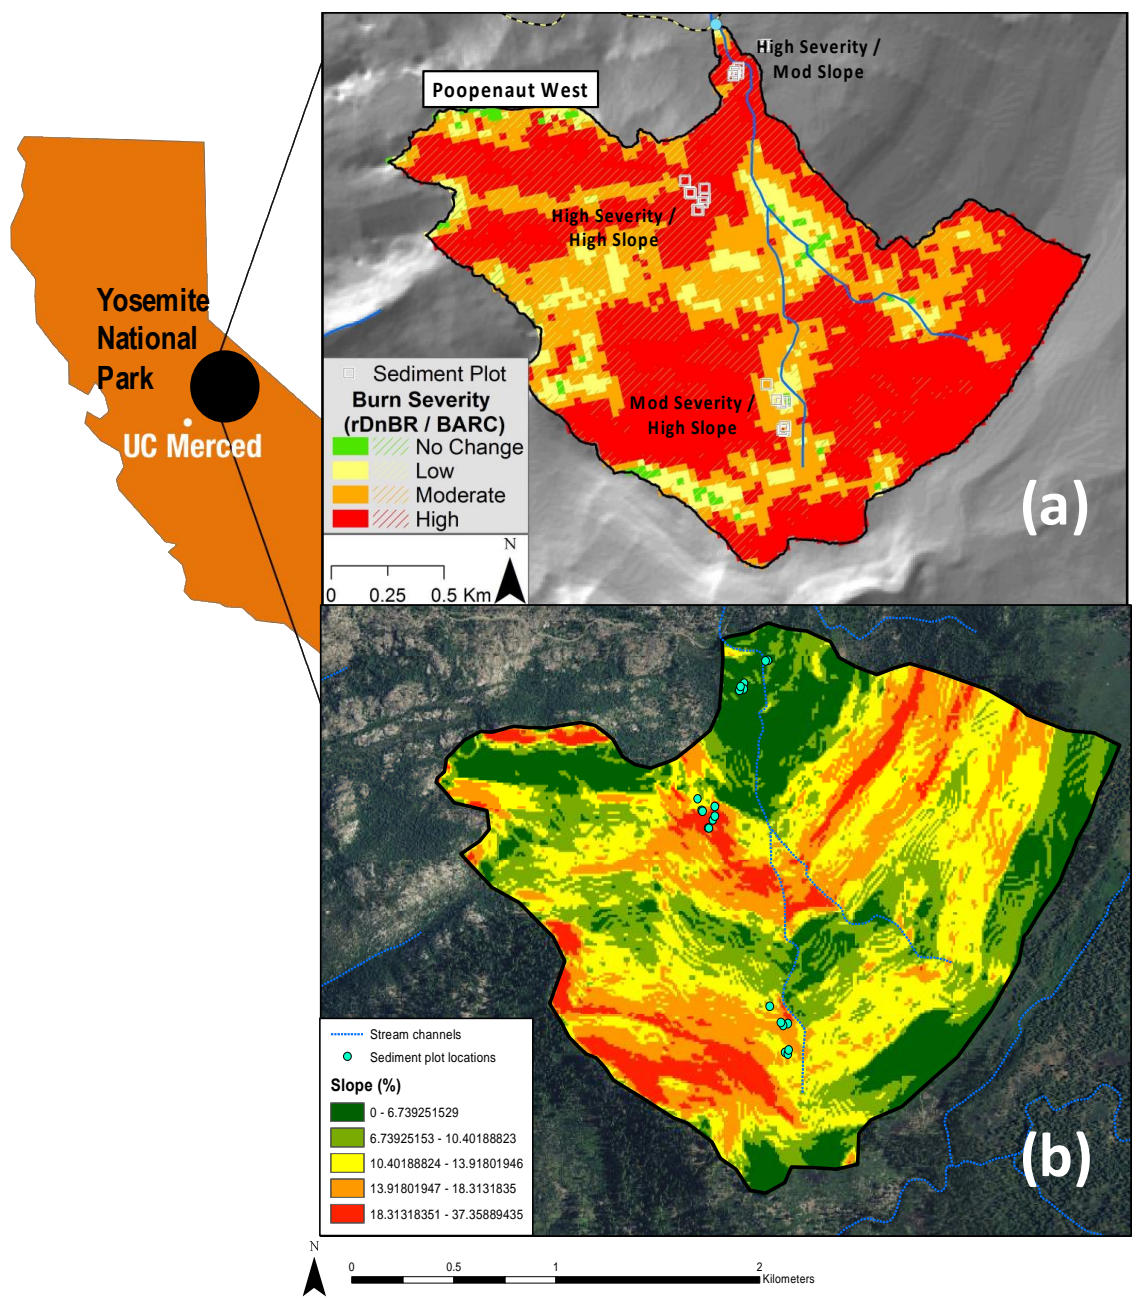 High Severity /
Mod Slope
Poopenaut West
High Severity /
High Slope
Yosemite
National
Park
UC Merced
Sediment Plot
Burn Severity
(rDnBR / BARC)
No Change
Low
Moderate
High
Mod Severity /
High Slope
(a)
N
0 0.25 0.5 Km
Stream channels
Sediment plot locations
Slope (%)
0 - 6.739251529
6.73925153 - 10.40188823
10.40188824 - 13.91801946
13.91801947 - 18.3131835
18.31318351 - 37.35889435
(b)
N
0 0.5 1 2
Kilometers